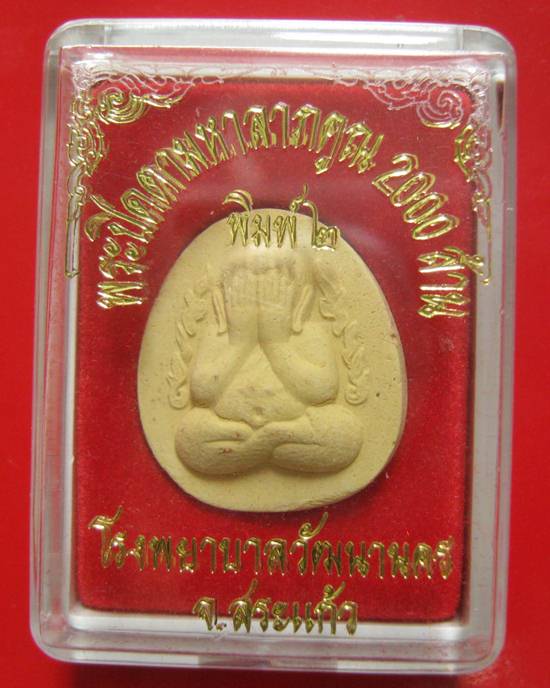 พระปิดตามหาลาภคูณ 2000 ล้าน
พิมพ์ ๒
โรงพยาบาลวัฒนานคร
จ.สระแก้ว